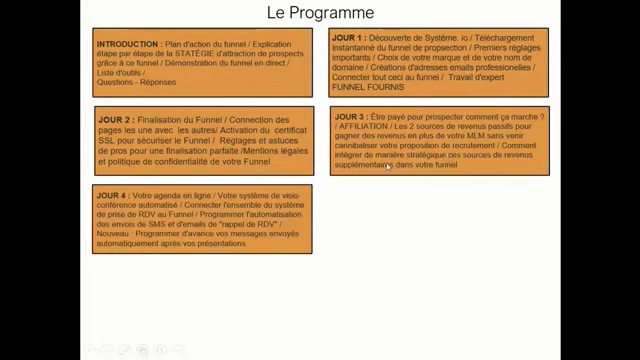 Le Programme
INTRODUCTION : Plan d'action du funnel / Explication
étape par étape de la STATÉGIE d'attraction de prospects
grâce à ce funnel / Démonstration du funnel en direct /
Liste d'outils /
Questions - Réponses
JOUR 1 : Découverte de Système. io / Téléchargement
instantanné du funnel de propsection / Premiers réglages
importants / Choix de votre marque et de votre nom de
domaine / Créations d'adresses emails professionnelles /
Connecter tout ceci au funnel / Travail d'expert
FUNNEL FOURNIS
JOUR 2 : Finalisation du Funnel / Connection des
pages les une avec les autres/ Activation du certificat
SSL pour sécuriser le Funnel / Réglages et astuces
de pros pour une finalisation parfaite /Mentions légales
et politique de confidentialité de votre Funnel
JOUR 3 : Être payé pour prospecter comment ça marche ?
/ AFFILIATION / Les 2 sources de revenus passifs pour
gagner des revenus en plus de votre MLM sans venir
cannibaliser votre proposition de recrutement / Comment
intégrer de manière stratégique ces sources de revenus
supplémentaires dans votre funnel
JOUR 4 : Votre agenda en ligne / Votre système de visio-
conférence automatisé / Connecter l'ensemble du système
de prise de RDV au Funnel / Programmer l'automatisation
des envois de SMS et d'emails de "rappel de RDV" /
Nouveau : Programmer d'avance vos messages envoyés
automatiquement après vos présentations